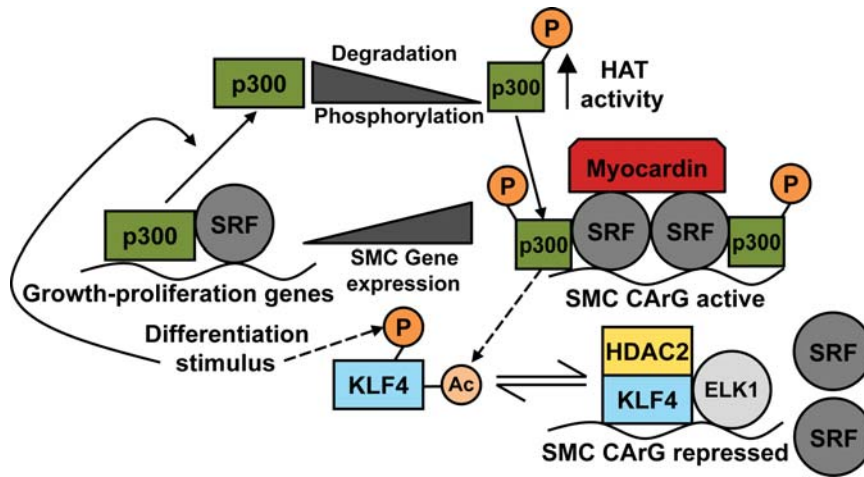 P
Degradation
p300
p300
HAT
activity
Phosphorylation
Myocardin
P
P
p300
SRF
p300
SRF
SRF
p300
SMC Gene
expression
Growth-proliferation genes
SMC CArG active
Differentiation
stimulus
P
KLF4
Ac
HDAC2
KLF4
ELK1
SRF
SRF
SMC CArG repressed